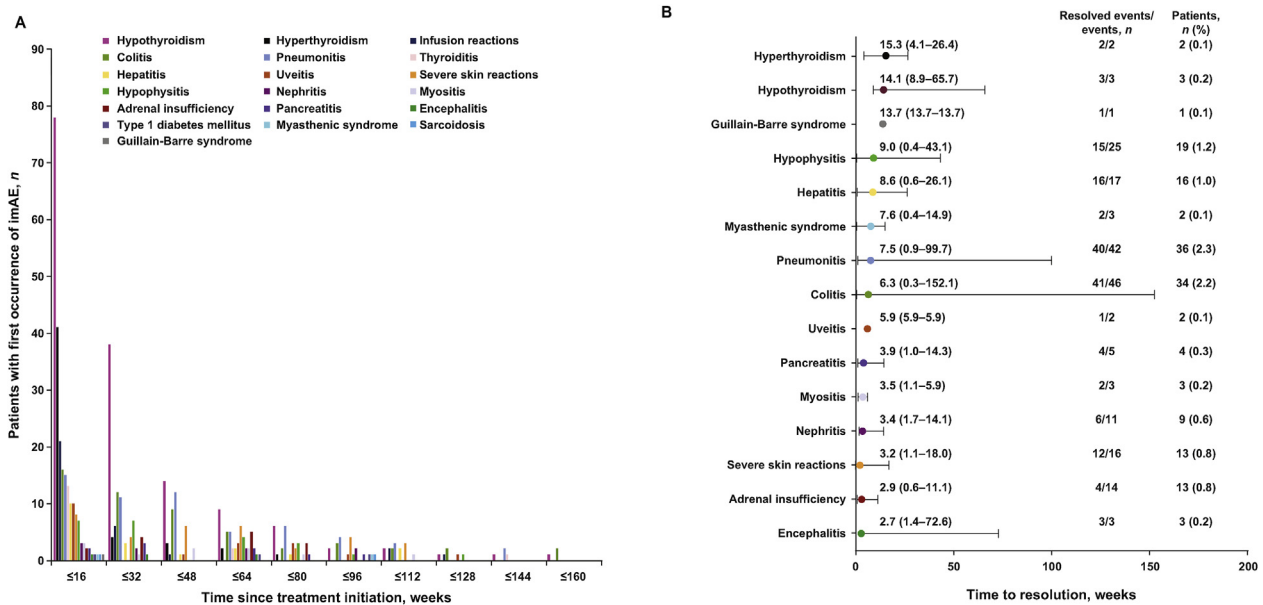 A
Hypothyroidism
Colitis
Hepatitis
Hypophysitis
Adrenal insufficiency
Type 1 diabetes mellitus
Guillain-Barre syndrome
Hyperthyroidism
Pneumonitis
Uveitis
Nephritis
Pancreatitis
Myasthenic syndrome
Infusion reactions
Thyroiditis
Severe skin reactions
Myositis
Encephalitis
Sarcoidosis
Patients with first occurrence of imAE, n
90
80
70
60
50
40
30
20
10
0
≤16 ≤32 ≤48 ≤64 ≤80 ≤96 ≤112 ≤128 ≤144 ≤160
Time since treatment initiation, weeks
B
Resolved events/ events, n
Patients, n (%)
Hyperthyroidism 15.3 (4.1–26.4) 2/2 2 (0.1)
Hypothyroidism 14.1 (8.9–65.7) 3/3 3 (0.2)
Guillain-Barre syndrome 13.7 (13.7–13.7) 1/1 1 (0.1)
Hypophysitis 9.0 (0.4–43.1) 15/25 19 (1.2)
Hepatitis 8.6 (0.6–26.1) 16/17 16 (1.0)
Myasthenic syndrome 7.6 (0.4–14.9) 2/3 2 (0.1)
Pneumonitis 7.5 (0.9–99.7) 40/42 36 (2.3)
Colitis 6.3 (0.3–152.1) 41/46 34 (2.2)
Uveitis 5.9 (5.9–5.9) 1/2 2 (0.1)
Pancreatitis 3.9 (1.0–14.3) 4/5 4 (0.3)
Myositis 3.5 (1.1–5.9) 2/3 3 (0.2)
Nephritis 3.4 (1.7–14.1) 6/11 9 (0.6)
Severe skin reactions 3.2 (1.1–18.0) 12/16 13 (0.8)
Adrenal insufficiency 2.9 (0.6–11.1) 4/14 13 (0.8)
Encephalitis 2.7 (1.4–72.6) 3/3 3 (0.2)
0 50 100 150 200
Time to resolution, weeks